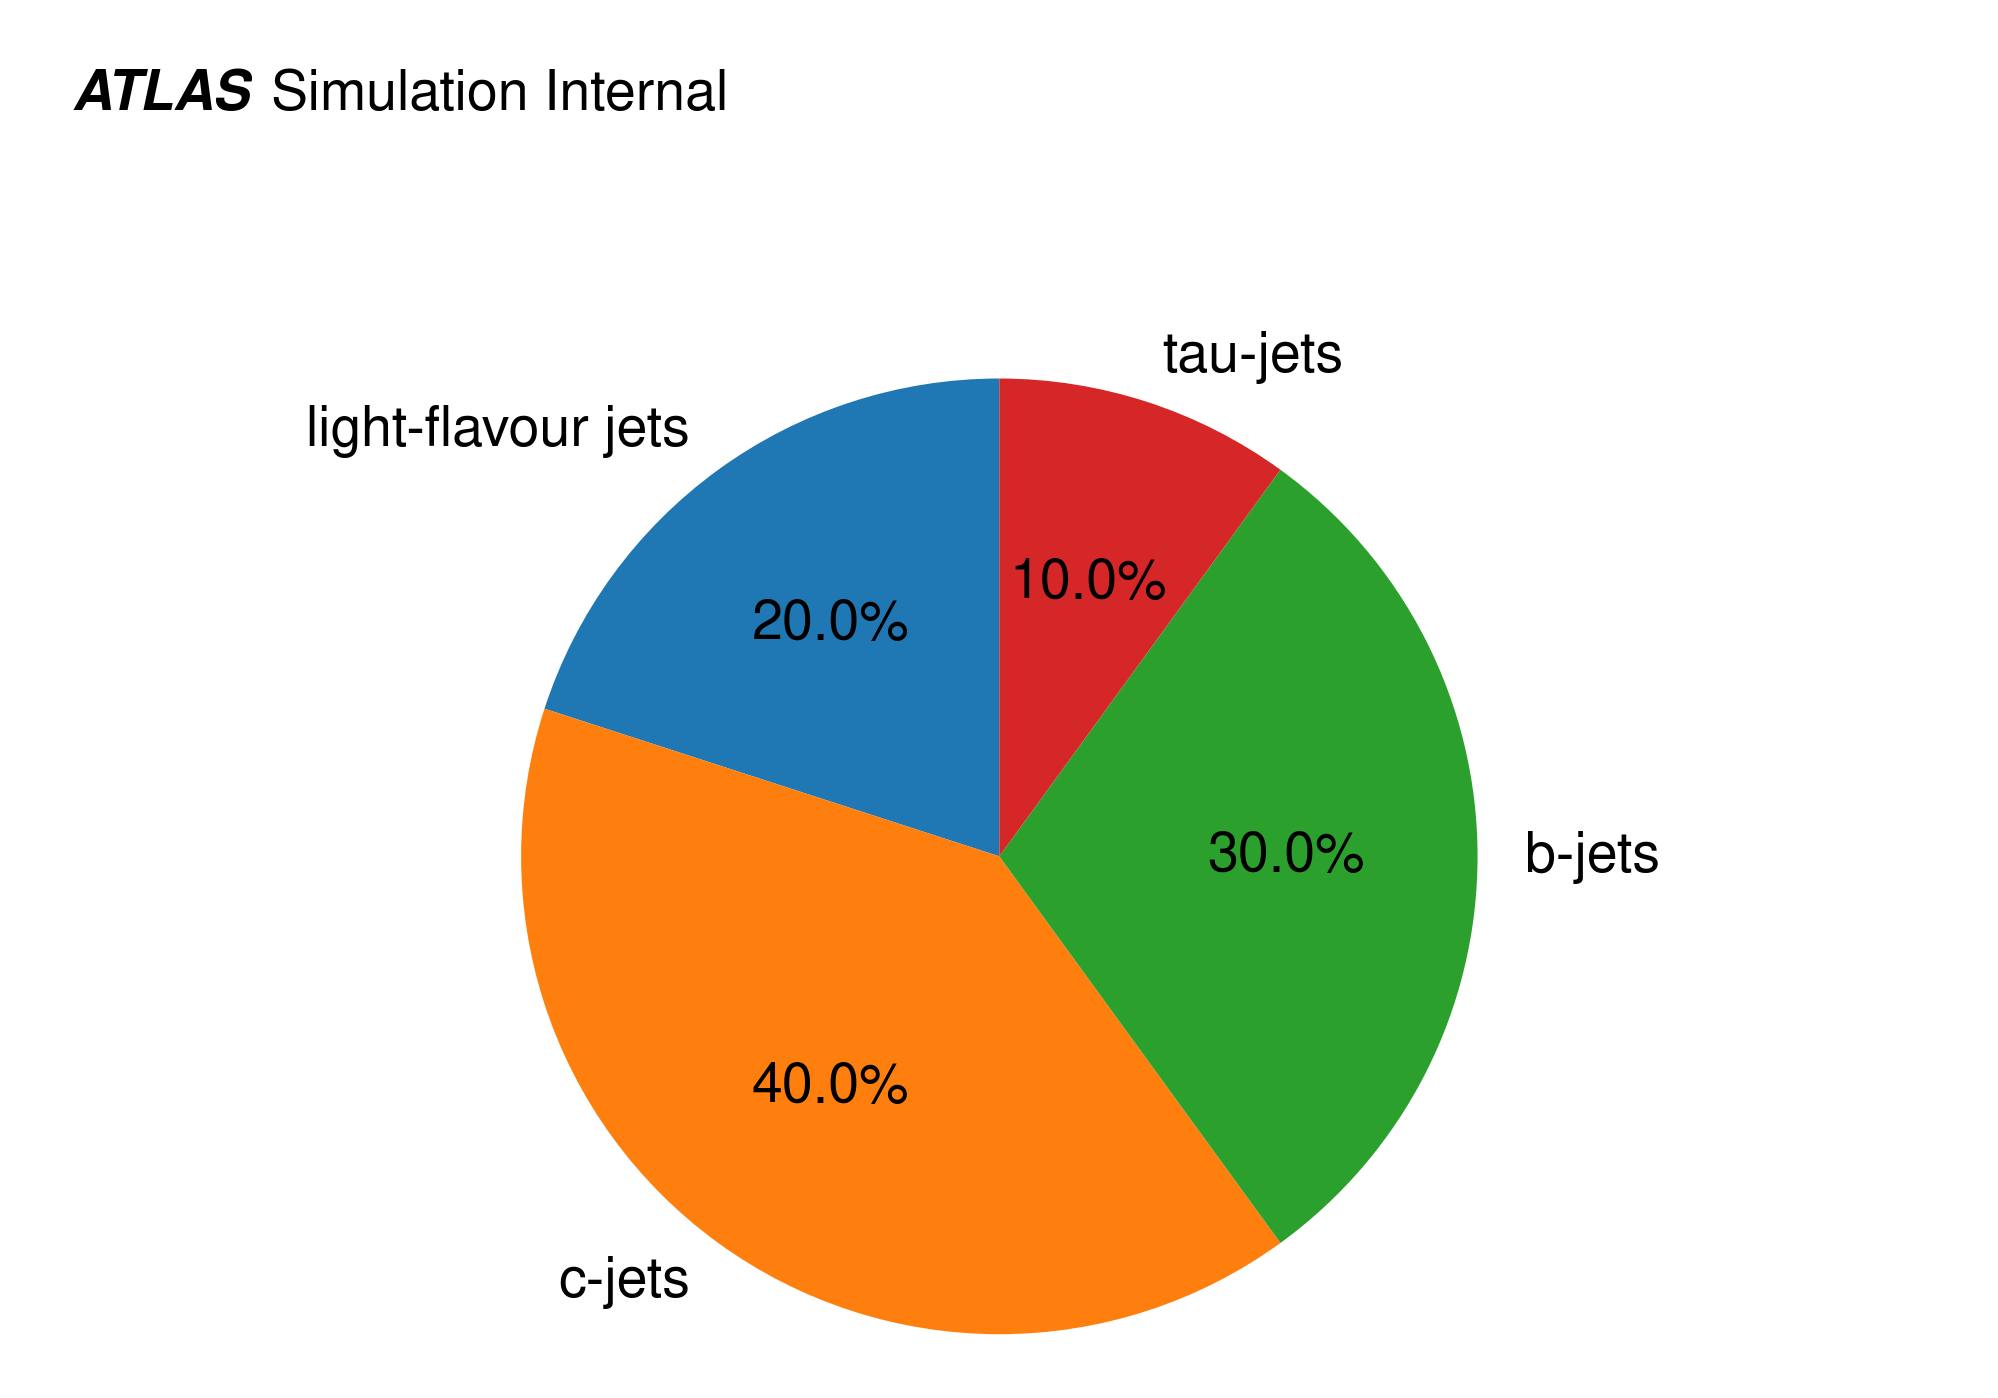 ATLAS Simulation Internal
tau-jets
light-flavour jets
10.0%
20.0%
30.0%
b-jets
40.0%
c-jets